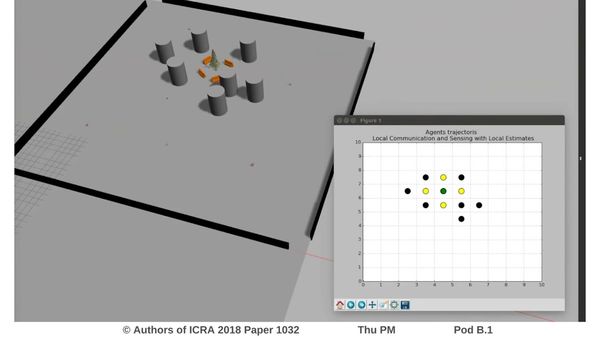 Figure 1
Agents trajectoris
Local Communication and Sensing with Local Estimates
10
9
8
7
6
5
4
3
2
1
0
0 1 2 3 4 5 6 7 8 9 10
© Authors of ICRA 2018 Paper 1032 Thu PM Pod B.1